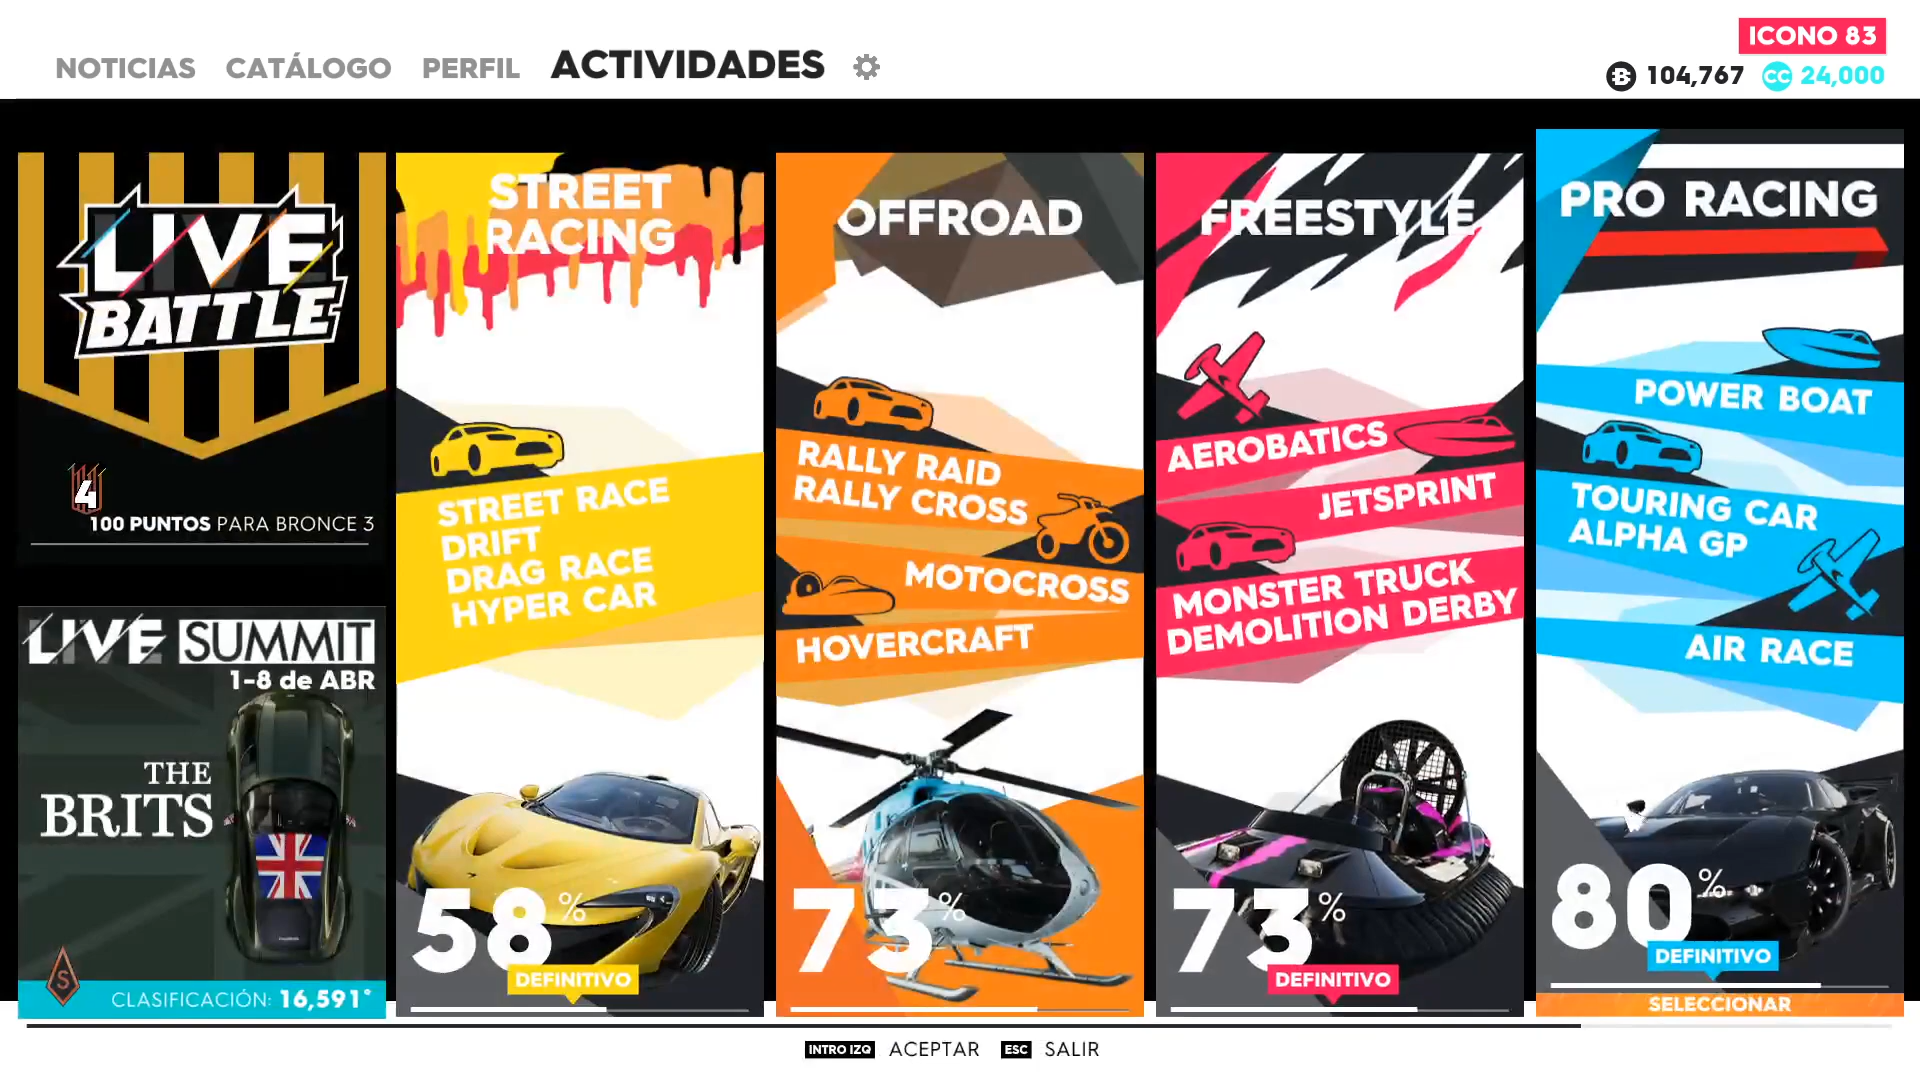 NOTICIAS CATÁLOGO PERFIL ACTIVIDADES
ICONO 83
104,767 CC 24,000
LIVE
BATTLE
4
100 PUNTOS PARA BRONCE 3
LIVE SUMMIT
1-8 de ABR
THE
BRITS
S
CLASIFICACIÓN: 16,591°
STREET
RACING
STREET RACE
DRIFT
DRAG RACE
HYPER CAR
58%
DEFINITIVO
OFFROAD
RALLY RAID
RALLY CROSS
MOTOCROSS
HOVERCRAFT
73%
FREESTYLE
AEROBATICS
JETSPRINT
MONSTER TRUCK
DEMOLITION DERBY
73%
DEFINITIVO
PRO RACING
POWER BOAT
TOURING CAR
ALPHA GP
AIR RACE
80%
DEFINITIVO
SELECCIONAR
INTRO IZQ ACEPTAR ESC SALIR